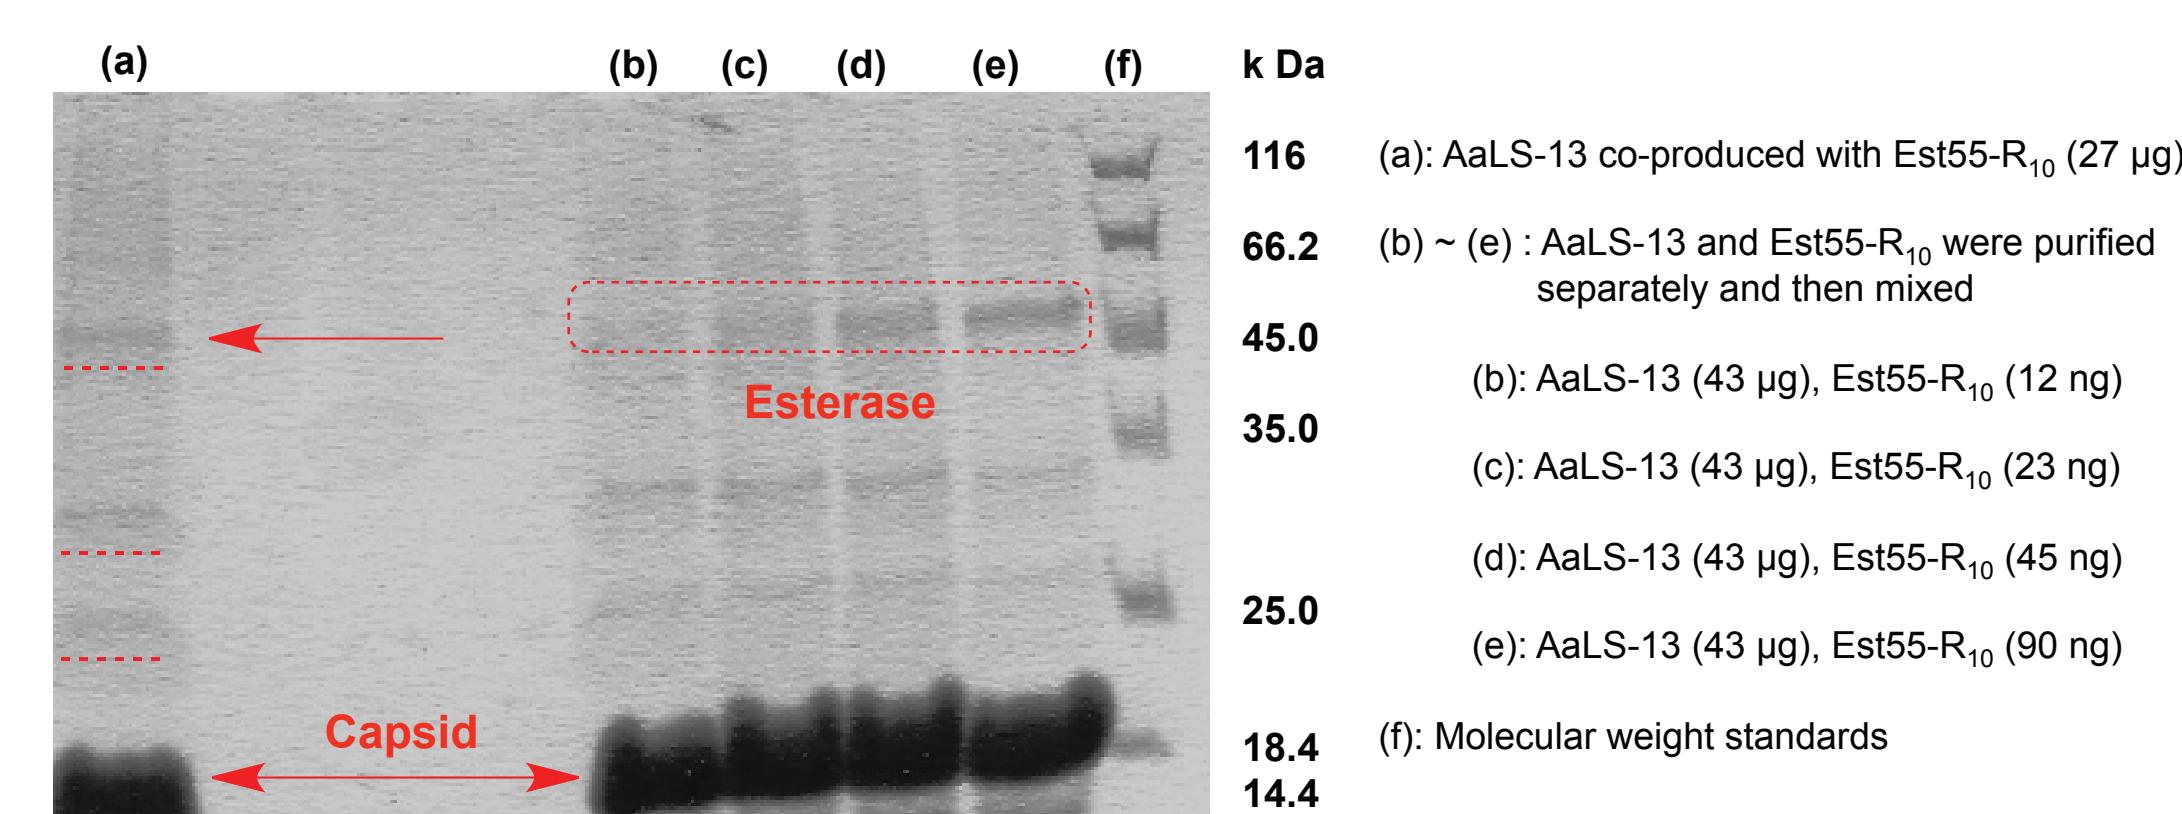 (a) (b) (c) (d) (e) (f) k Da
116 (a): AaLS-13 co-produced with Est55-R10 (27 µg)
66.2 (b) ~ (e) : AaLS-13 and Est55-R10 were purified
separately and then mixed
45.0
(b): AaLS-13 (43 µg), Est55-R10 (12 ng)
Esterase
35.0
(c): AaLS-13 (43 µg), Est55-R10 (23 ng)
(d): AaLS-13 (43 µg), Est55-R10 (45 ng)
25.0
(e): AaLS-13 (43 µg), Est55-R10 (90 ng)
Capsid
18.4 (f): Molecular weight standards
14.4